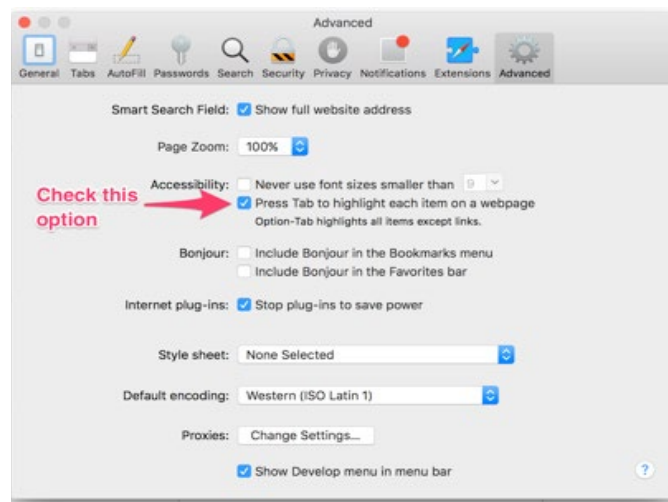 Advanced
General Tabs AutoFill Passwords Search Security Privacy Notifications Extensions Advanced
Smart Search Field: Show full website address
Page Zoom: 100%
Accessibility: Never use font sizes smaller than 9
Check this option
Press Tab to highlight each item on a webpage
Option-Tab highlights all items except links.
Bonjour: Include Bonjour in the Bookmarks menu
Include Bonjour in the Favorites bar
Internet plug-ins: Stop plug-ins to save power
Style sheet: None Selected
Default encoding: Western (ISO Latin 1)
Proxies: Change Settings...
Show Develop menu in menu bar
?